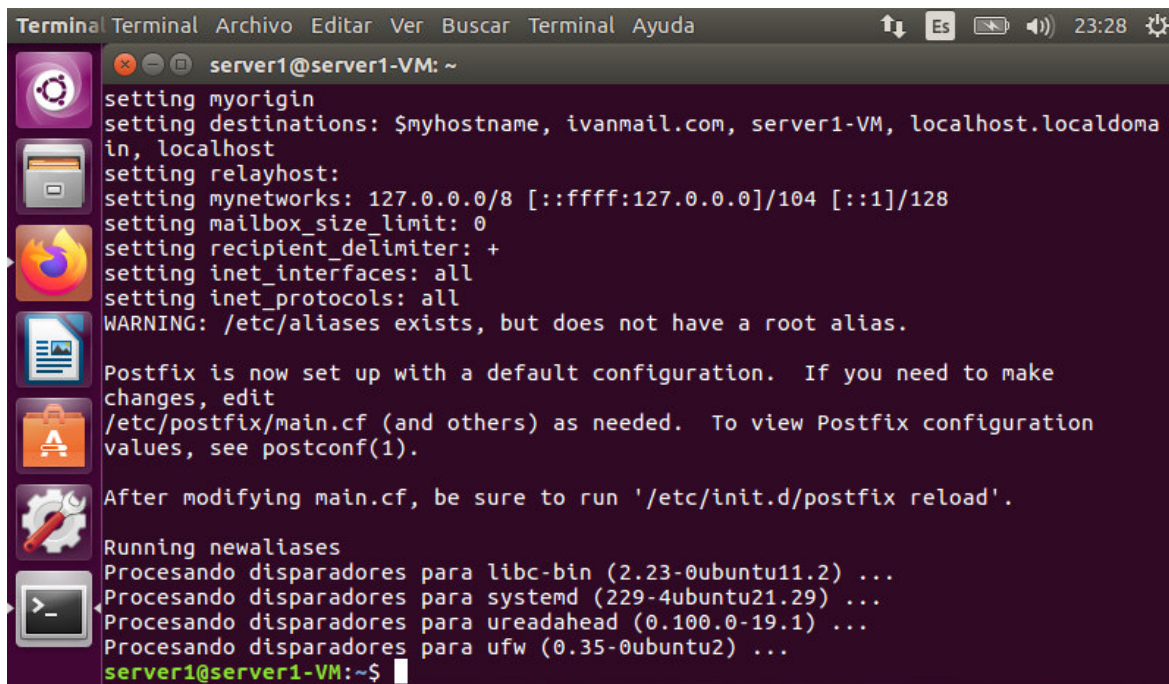 Terminal Terminal Archivo Editar Ver Buscar Terminal Ayuda Es 23:28
server1@server1-VM: ~
setting myorigin
setting destinations: $myhostname, ivanmail.com, server1-VM, localhost.localdoma
in, localhost
setting relayhost:
setting mynetworks: 127.0.0.0/8 [::ffff:127.0.0.0]/104 [::1]/128
setting mailbox_size_limit: 0
setting recipient_delimiter: +
setting inet_interfaces: all
setting inet_protocols: all
WARNING: /etc/aliases exists, but does not have a root alias.
Postfix is now set up with a default configuration.  If you need to make
changes, edit
/etc/postfix/main.cf (and others) as needed.  To view Postfix configuration
values, see postconf(1).
After modifying main.cf, be sure to run '/etc/init.d/postfix reload'.
Running newaliases
Procesando disparadores para libc-bin (2.23-0ubuntu11.2) ...
Procesando disparadores para systemd (229-4ubuntu21.29) ...
Procesando disparadores para ureadahead (0.100.0-19.1) ...
Procesando disparadores para ufw (0.35-0ubuntu2) ...
server1@server1-VM:~$